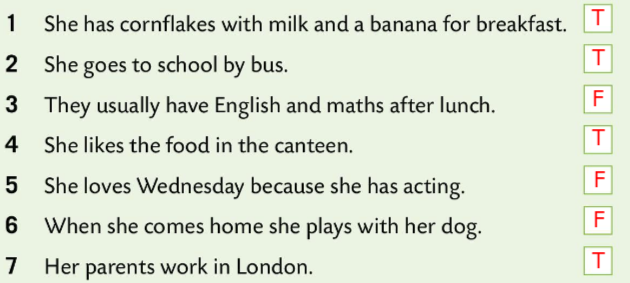 1 She has cornflakes with milk and a banana for breakfast. T
2 She goes to school by bus. T
3 They usually have English and maths after lunch. F
4 She likes the food in the canteen. T
5 She loves Wednesday because she has acting. F
6 When she comes home she plays with her dog. F
7 Her parents work in London. T